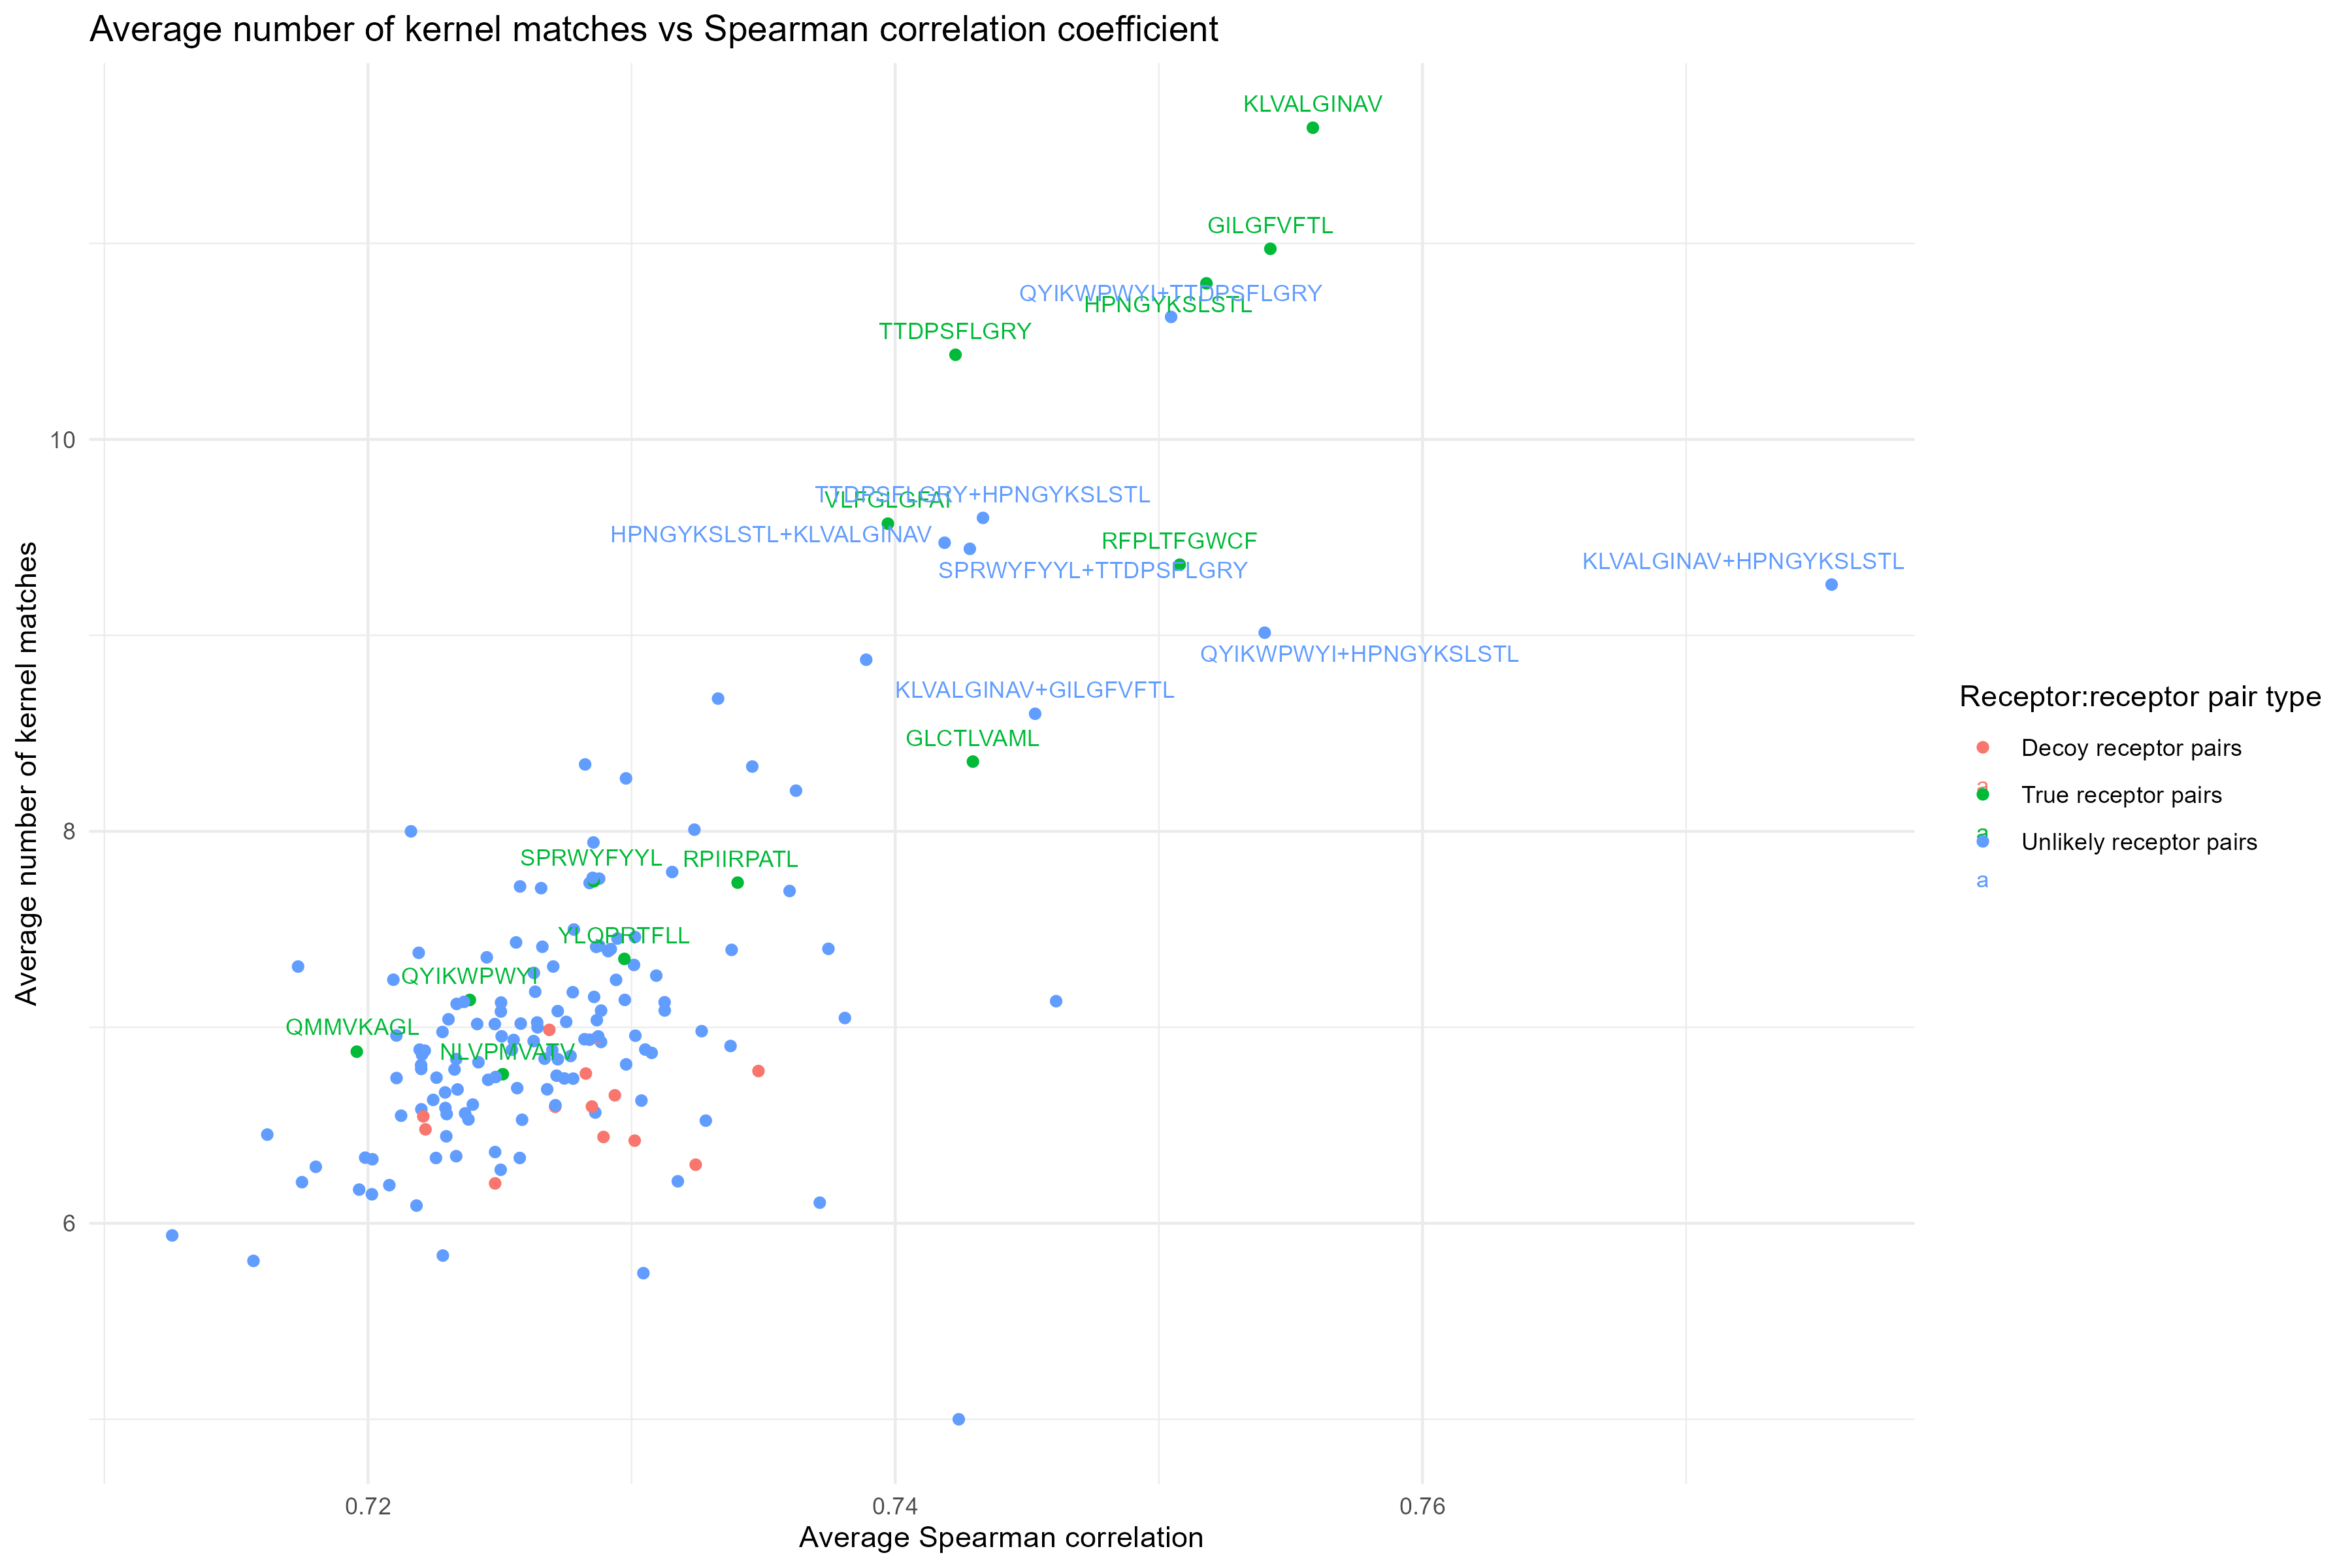 Average number of kernel matches vs Spearman correlation coefficient
KLVALGINAV
GILGFVFTL
QYIKWPWYI+TTDPSFLGRY
HPNGYKSLSTL
TTDPSFLGRY
10
TTDPSFLGRY+HPNGYKSLSTL
VLFGLGFAI
HPNGYKSLSTL+KLVALGINAV
RFPLTFGWCF
SPRWYFYYL+TTDPSFLGRY
KLVALGINAV+HPNGYKSLSTL
QYIKWPWYI+HPNGYKSLSTL
KLVALGINAV+GILGFVFTL
GLCTLVAML
8
SPRWYFYYL
RPIIRPATL
YLQPRTFLL
QYIKWPWYI
QMMVKAGL
NLVPMVATV
6
0.72
0.74
0.76
Average Spearman correlation
Average number of kernel matches
Receptor:receptor pair type
Decoy receptor pairs
a
True receptor pairs
a
Unlikely receptor pairs
a